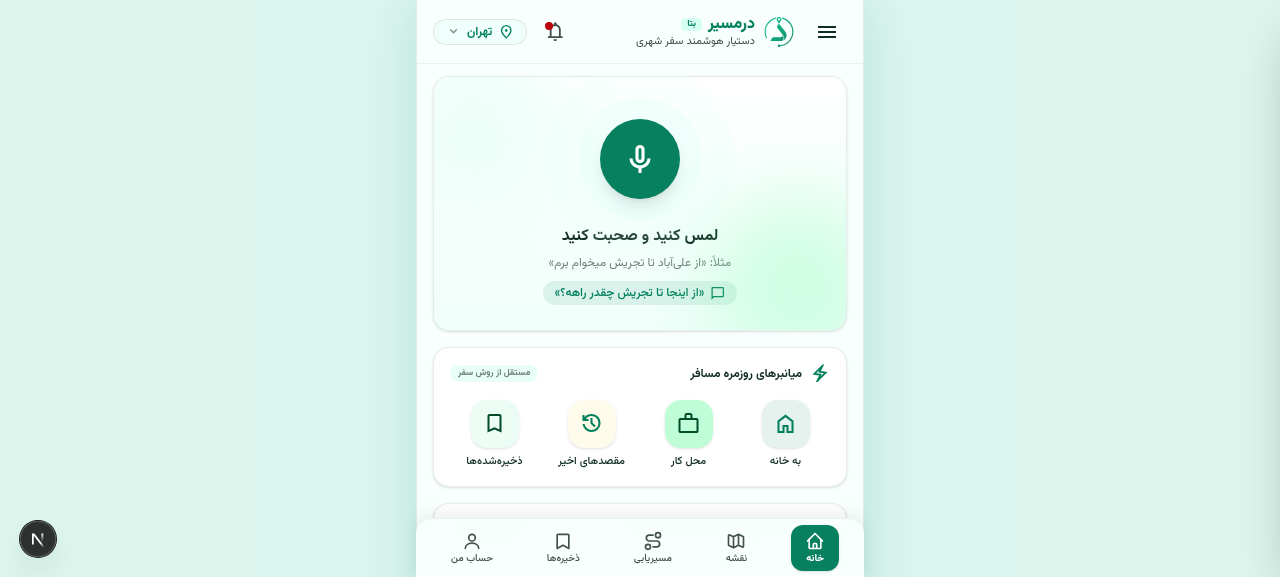 درمسیر بتا
دستیار هوشمند سفر شهری
تهران
لمس کنید و صحبت کنید
مثلاً: «از علی‌آباد تا تجریش میخوام برم»
«از اینجا تا تجریش چقدر راهه؟»
میانبرهای روزمره مسافر
مستقل از روش سفر
به خانه
محل کار
مقصدهای اخیر
ذخیره‌شده‌ها
خانه
نقشه
مسیریابی
ذخیره‌ها
حساب من
N